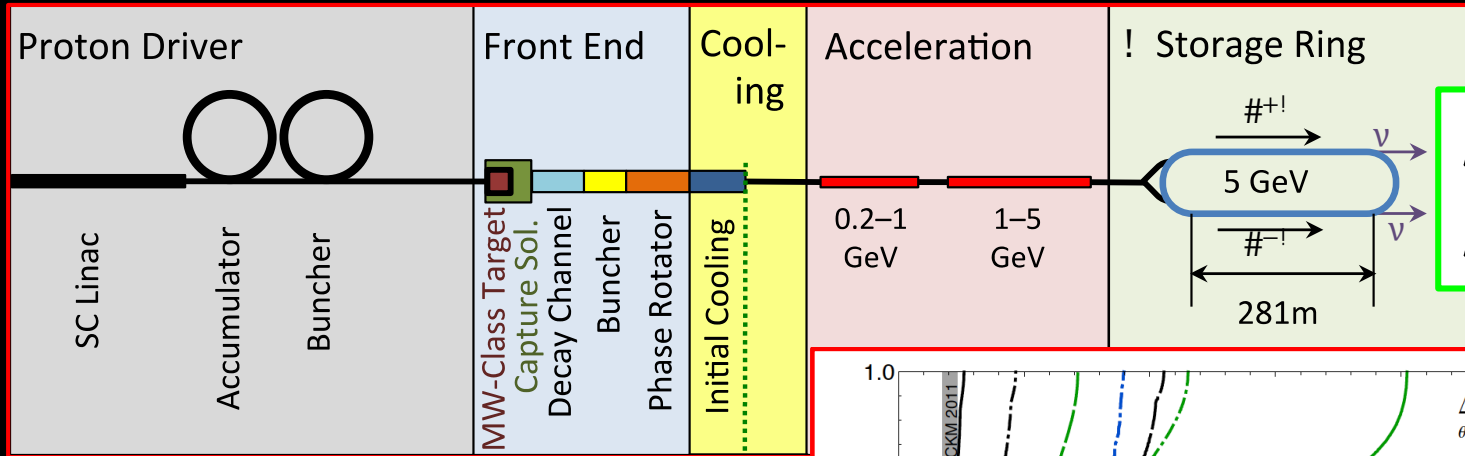 Proton Driver
Front End
Cool-
ing
Acceleration
! Storage Ring
#+!
ν
5 GeV
ν
#−!
281m
0.2–1
GeV
1–5
GeV
SC Linac
Accumulator
Buncher
MW-Class Target
Capture Sol.
Decay Channel
Buncher
Phase Rotator
Initial Cooling
1.0
CKM 2011